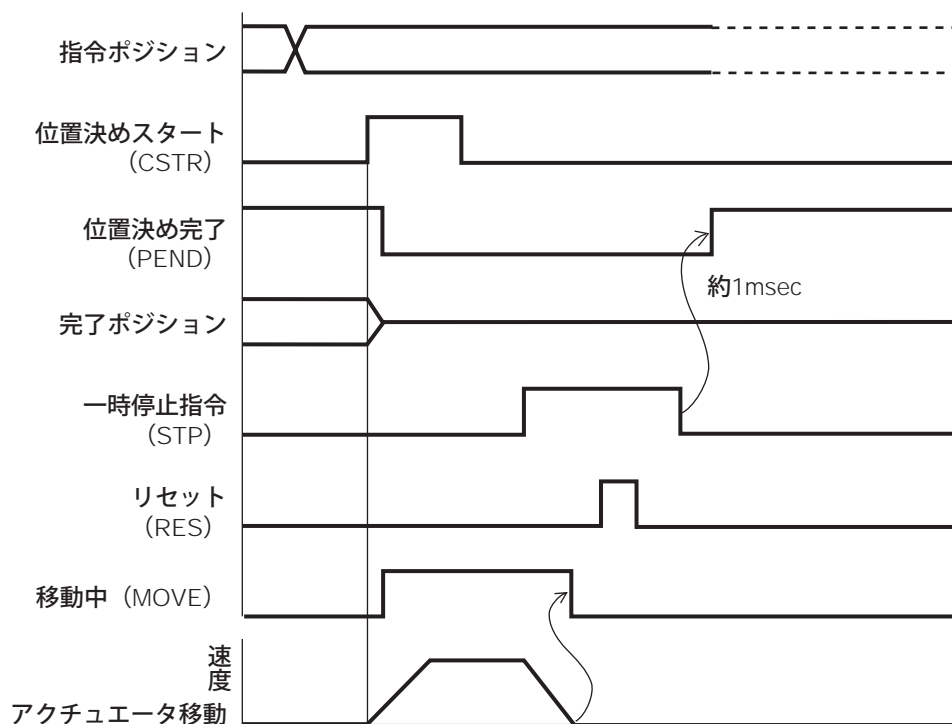 指令ポジション
位置決めスタート
（CSTR）
位置決め完了
（PEND）
約1msec
完了ポジション
一時停止指令
（STP）
リセット
（RES）
移動中（MOVE）
速度
アクチュエータ移動